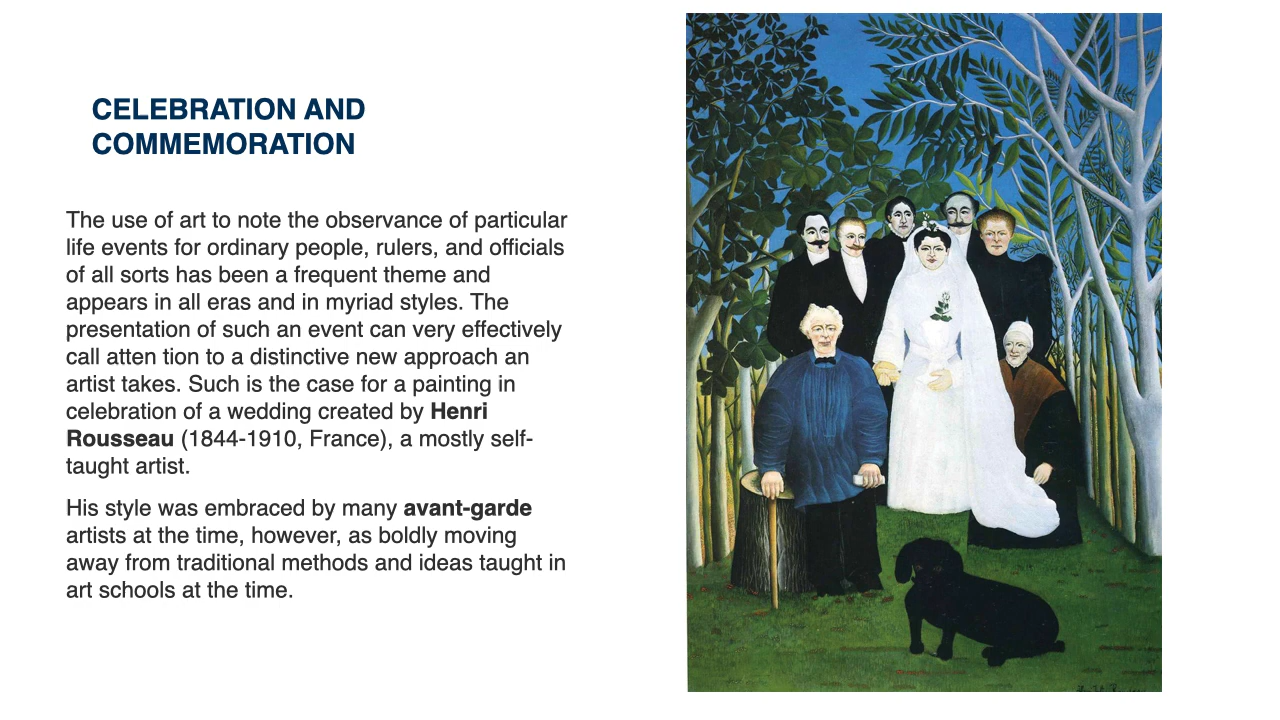 CELEBRATION AND
COMMEMORATION
The use of art to note the observance of particular
life events for ordinary people, rulers, and officials
of all sorts has been a frequent theme and
appears in all eras and in myriad styles. The
presentation of such an event can very effectively
call atten tion to a distinctive new approach an
artist takes. Such is the case for a painting in
celebration of a wedding created by Henri
Rousseau (1844-1910, France), a mostly self-
taught artist.
His style was embraced by many avant-garde
artists at the time, however, as boldly moving
away from traditional methods and ideas taught in
art schools at the time.